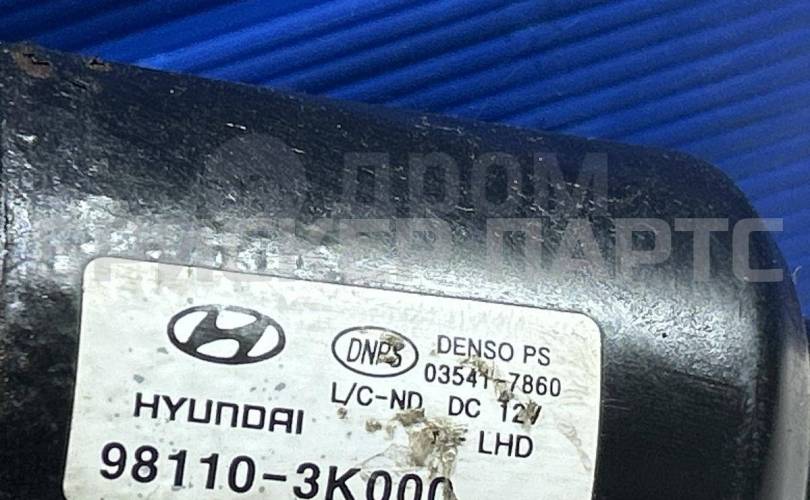 ДРОМ
ПАРТС
HYUNDAI
98110-3K000
DNPS
DENSO PS
03541-7860
L/C-ND DC 12V
LHD